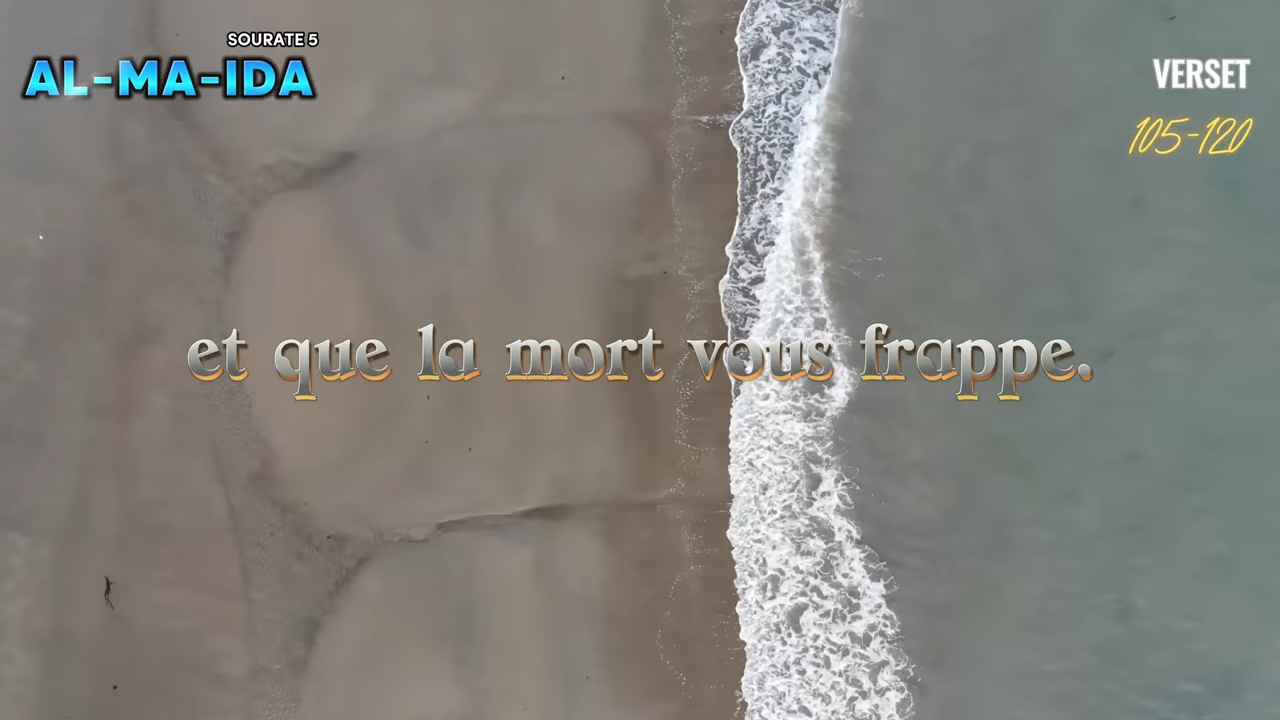 SOURATE 5
AL-MA-IDA
VERSET
105-120
et que la mort vous frappe.